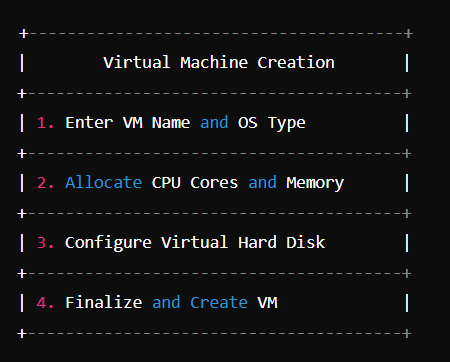 +-----------------------------------------+
| Virtual Machine Creation |
+-----------------------------------------+
| 1. Enter VM Name and OS Type |
+-----------------------------------------+
| 2. Allocate CPU Cores and Memory |
+-----------------------------------------+
| 3. Configure Virtual Hard Disk |
+-----------------------------------------+
| 4. Finalize and Create VM |
+-----------------------------------------+